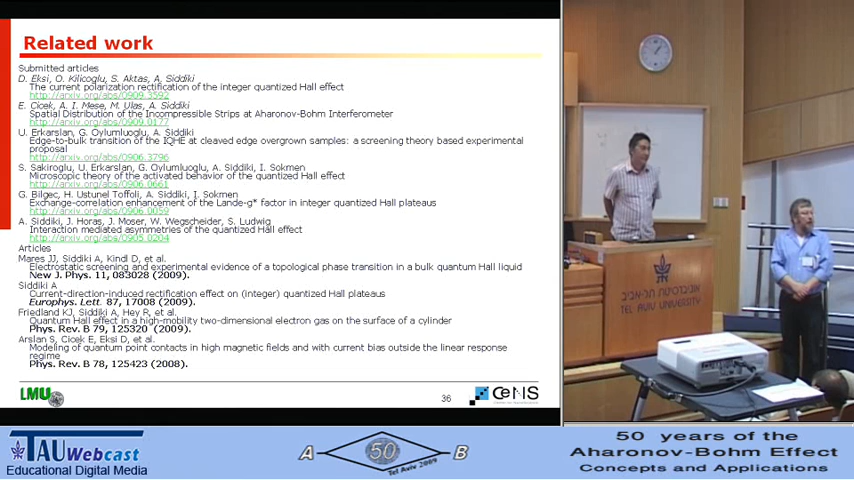 Related work
Submitted articles
D. Eksi, O. Kilicoglu, S. Aktas, A. Siddiki
The current polarization rectification of the integer quantized Hall effect
http://arxiv.org/abs/0909.3592
E. Cicek, A. I. Mese, M. Ulas, A. Siddiki
Spatial Distribution of the Incompressible Strips at Aharonov-Bohm Interferometer
http://arxiv.org/abs/0909.0177
U. Erkarslan, G. Oylumluoglu, A. Siddiki
Edge-to-bulk transition of the IQHE at cleaved edge overgrown samples: a screening theory based experimental
proposal
http://arxiv.org/abs/0906.3796
S. Sakiroglu, U. Erkarslan, G. Oylumluoglu, A. Siddiki, I. Sokmen
Microscopic theory of the activated behavior of the quantized Hall effect
http://arxiv.org/abs/0906.0661
G. Bilgec, H. Ustunel Toffoli, A. Siddiki, I. Sokmen
Exchange-correlation enhancement of the Lande-g* factor in integer quantized Hall plateaus
http://arxiv.org/abs/0906.0059
A. Siddiki, J. Horas, J. Moser, W. Wegscheider, S. Ludwig
Interaction mediated asymmetries of the quantized Hall effect
http://arxiv.org/abs/0905.0204
Articles
Mares JJ, Siddiki A, Kindl D, et al.
Electrostatic screening and experimental evidence of a topological phase transition in a bulk quantum Hall liquid
New J. Phys. 11, 083028 (2009).
Siddiki A
Current-direction-induced rectification effect on (integer) quantized Hall plateaus
Europhys. Lett. 87, 17008 (2009).
Friedland KJ, Siddiki A, Hey R, et al.
Quantum Hall effect in a high-mobility two-dimensional electron gas on the surface of a cylinder
Phys. Rev. B 79, 125320 (2009).
Arslan S, Cicek E, Eksi D, et al.
Modeling of quantum point contacts in high magnetic fields and with current bias outside the linear response
regime
Phys. Rev. B 78, 125423 (2008).
LMU
36
CeNS
אוניברסיטת תל-אביב
TEL AVIV UNIVERSITY
TAU Webcast
Educational Digital Media
A 50 B
Tel Aviv 2009
50 years of the
Aharonov-Bohm Effect
Concepts and Applications